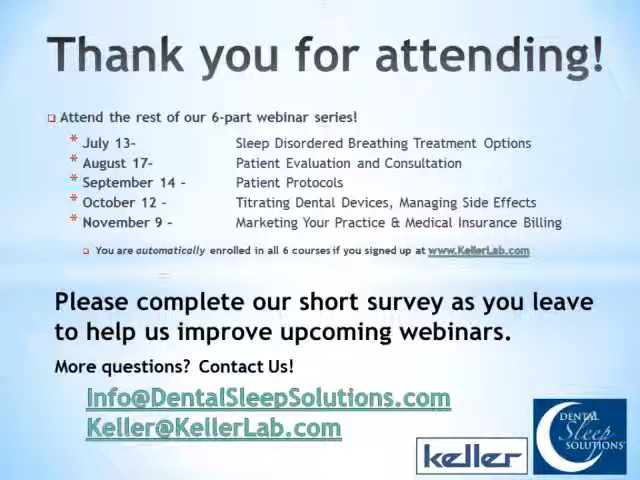 Thank you for attending!
Attend the rest of our 6-part webinar series!
* July 13- Sleep Disordered Breathing Treatment Options
* August 17- Patient Evaluation and Consultation
* September 14 - Patient Protocols
* October 12 - Titrating Dental Devices, Managing Side Effects
* November 9 - Marketing Your Practice & Medical Insurance Billing
You are automatically enrolled in all 6 courses if you signed up at www.KellerLab.com
Please complete our short survey as you leave
to help us improve upcoming webinars.
More questions? Contact Us!
Info@DentalSleepSolutions.com
Keller@KellerLab.com
keller
DENTAL
Sleep
SOLUTIONS